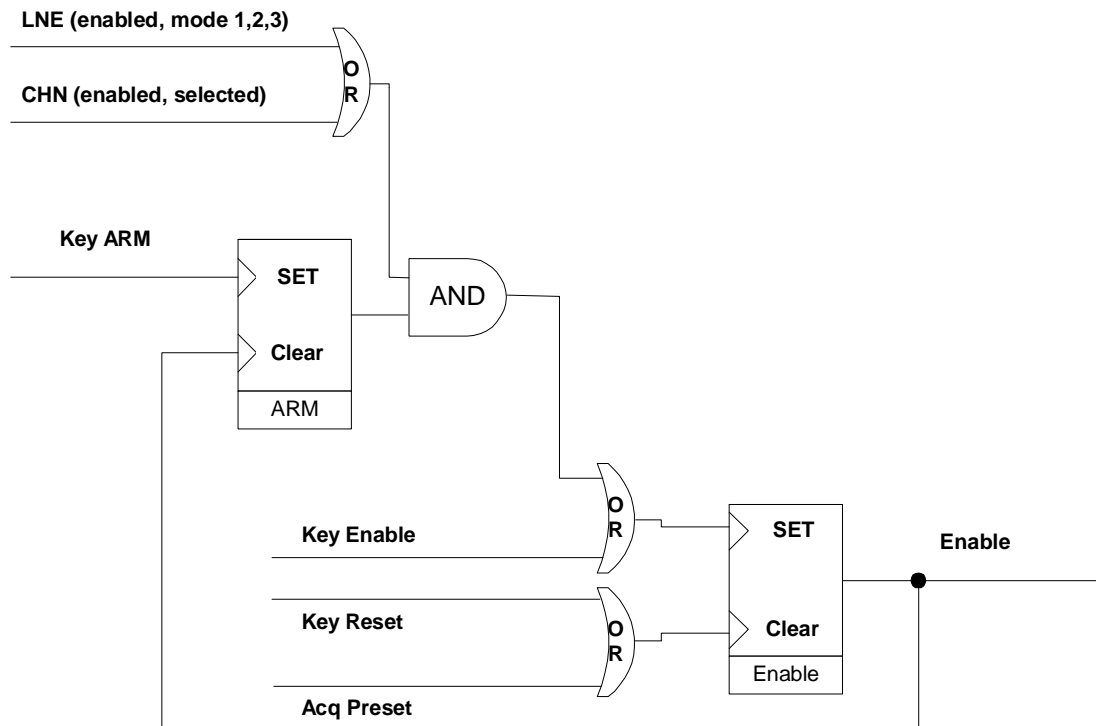 LNE (enabled, mode 1,2,3)
O
R
CHN (enabled, selected)
Key ARM
SET
AND
Clear
ARM
O
R
Key Enable
SET
Enable
Key Reset
O
R
Clear
Enable
Acq Preset